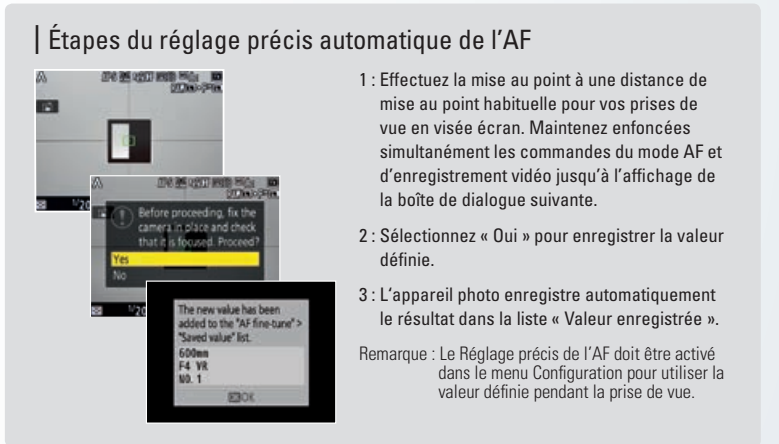 Étapes du réglage précis automatique de l'AF
1 : Effectuez la mise au point à une distance de
mise au point habituelle pour vos prises de
vue en visée écran. Maintenez enfoncées
simultanément les commandes du mode AF et
d'enregistrement vidéo jusqu'à l'affichage de
la boîte de dialogue suivante.
2 : Sélectionnez « Oui » pour enregistrer la valeur
définie.
3 : L'appareil photo enregistre automatiquement
le résultat dans la liste « Valeur enregistrée ».
Remarque : Le Réglage précis de l'AF doit être activé
dans le menu Configuration pour utiliser la
valeur définie pendant la prise de vue.
A
A
Before proceeding, fix the
camera in place and check
that it is focused. Proceed?
Yes
No
The new value has been
added to the "AF fine-tune" >
"Saved value" list.
600mm
F4 VR
NO. 1
OK